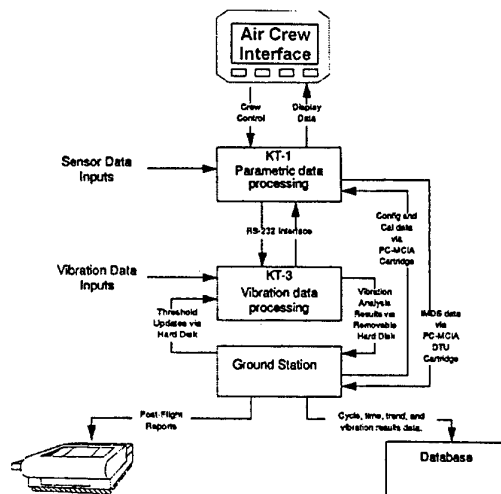 Air Crew
Interface
Crew
Control
Display
Data
KT-1
Parametric data
processing
Sensor Data
Inputs
RS-232 Interface
Config and
Cal data
via
PC-MCIA
Cartridge
KT-3
Vibration data
processing
Vibration Data
Inputs
Threshold
Updates via
Hard Disk
Vibration
Analysis
Results via
Removable
Hard Disk
IMDS data
via
PC-MCIA
DTU
Cartridge
Ground Station
Post-Flight
Reports
Cycle, time, trend, and
vibration results data.
Database